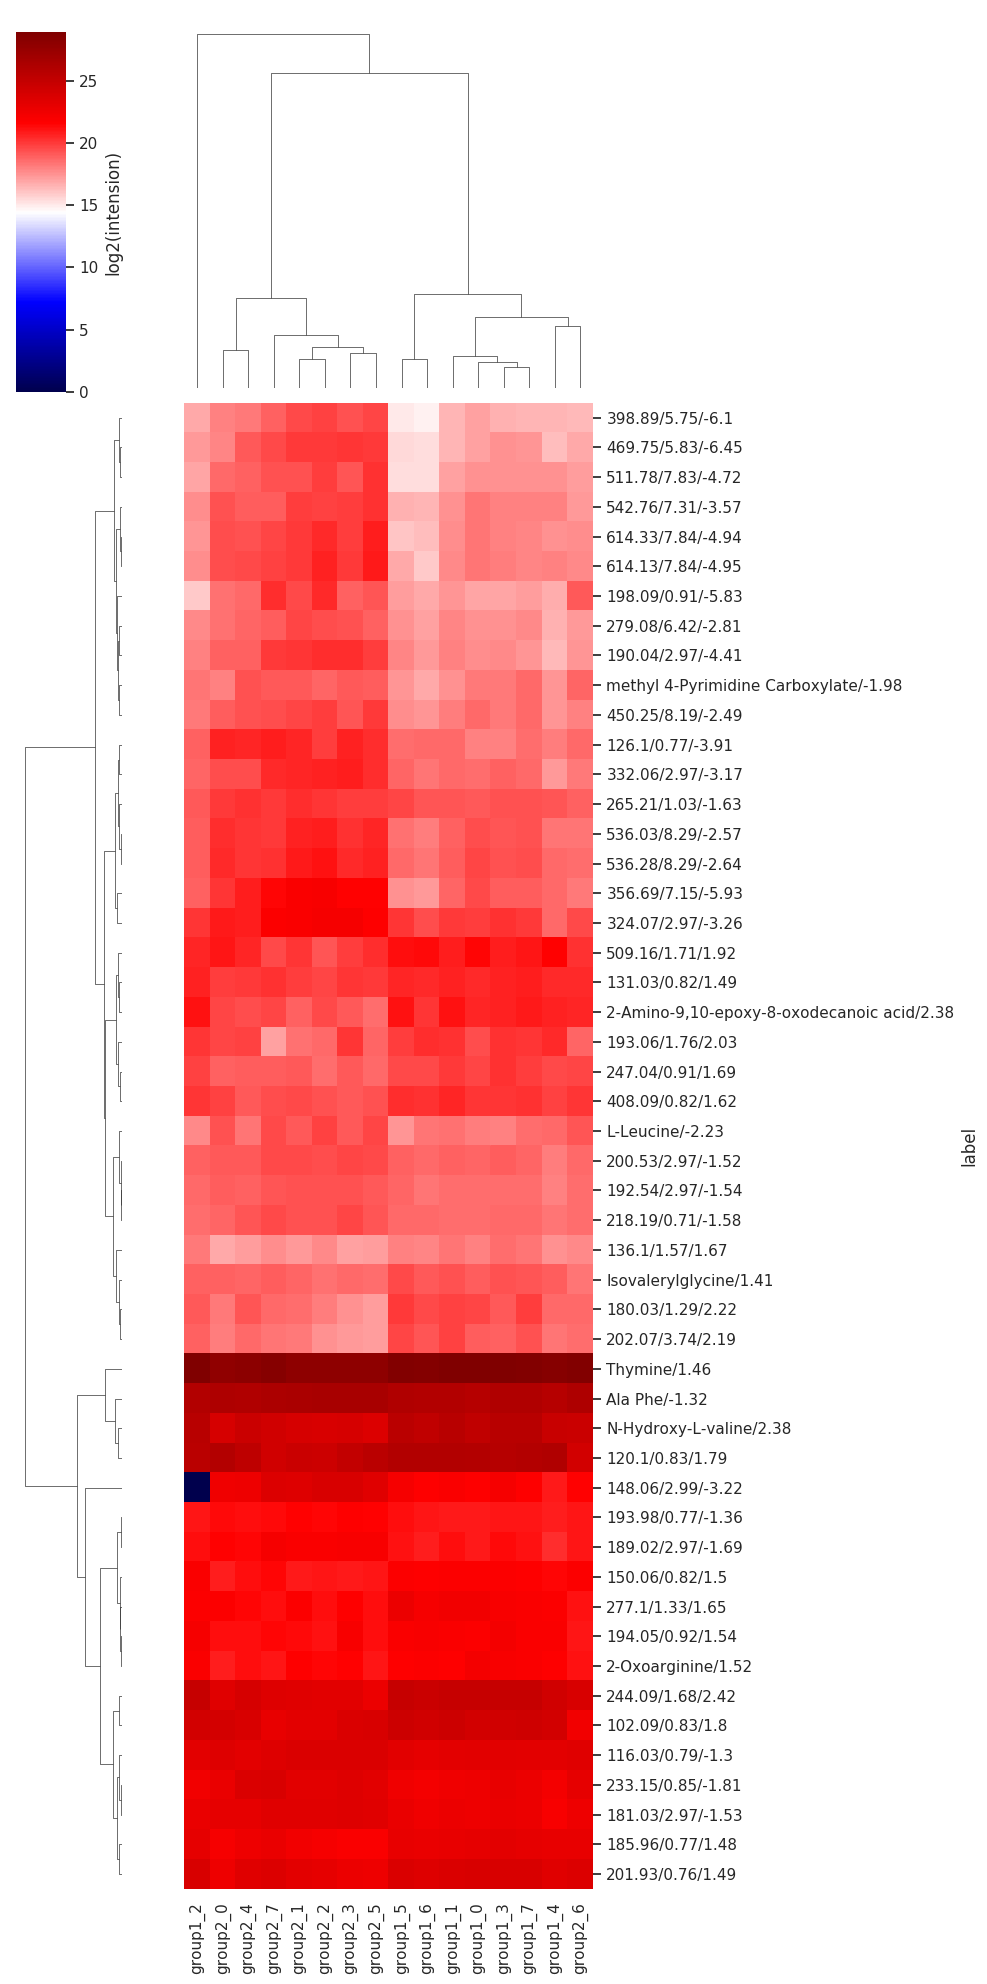 25
20
15
10
5
0
log2(intension)
398.89/5.75/-6.1
469.75/5.83/-6.45
511.78/7.83/-4.72
542.76/7.31/-3.57
614.33/7.84/-4.94
614.13/7.84/-4.95
198.09/0.91/-5.83
279.08/6.42/-2.81
190.04/2.97/-4.41
methyl 4-Pyrimidine Carboxylate/-1.98
450.25/8.19/-2.49
126.1/0.77/-3.91
332.06/2.97/-3.17
265.21/1.03/-1.63
536.03/8.29/-2.57
536.28/8.29/-2.64
356.69/7.15/-5.93
324.07/2.97/-3.26
509.16/1.71/1.92
131.03/0.82/1.49
2-Amino-9,10-epoxy-8-oxodecanoic acid/2.38
193.06/1.76/2.03
247.04/0.91/1.69
408.09/0.82/1.62
L-Leucine/-2.23
200.53/2.97/-1.52
192.54/2.97/-1.54
218.19/0.71/-1.58
136.1/1.57/1.67
Isovalerylglycine/1.41
180.03/1.29/2.22
202.07/3.74/2.19
Thymine/1.46
Ala Phe/-1.32
N-Hydroxy-L-valine/2.38
120.1/0.83/1.79
148.06/2.99/-3.22
193.98/0.77/-1.36
189.02/2.97/-1.69
150.06/0.82/1.5
277.1/1.33/1.65
194.05/0.92/1.54
2-Oxoarginine/1.52
244.09/1.68/2.42
102.09/0.83/1.8
116.03/0.79/-1.3
233.15/0.85/-1.81
181.03/2.97/-1.53
185.96/0.77/1.48
201.93/0.76/1.49
label
group1_2
group2_0
group2_4
group2_7
group2_1
group2_2
group2_3
group2_5
group1_5
group1_6
group1_1
group1_0
group1_3
group1_7
group1_4
group2_6